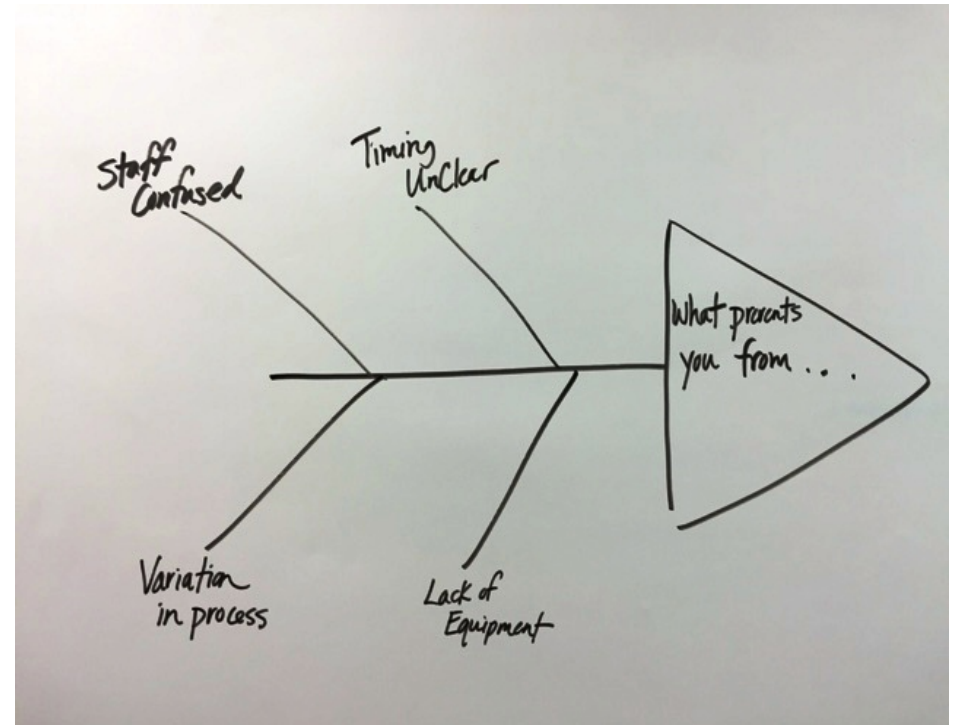 Staff
Confused
Timing
UnClear
What prevents
you from . . .
Variation
in process
Lack of
Equipment